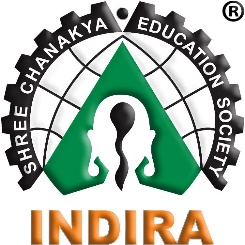 SHREE CHANAKYA EDUCATION SOCIETY
®
INDIRA